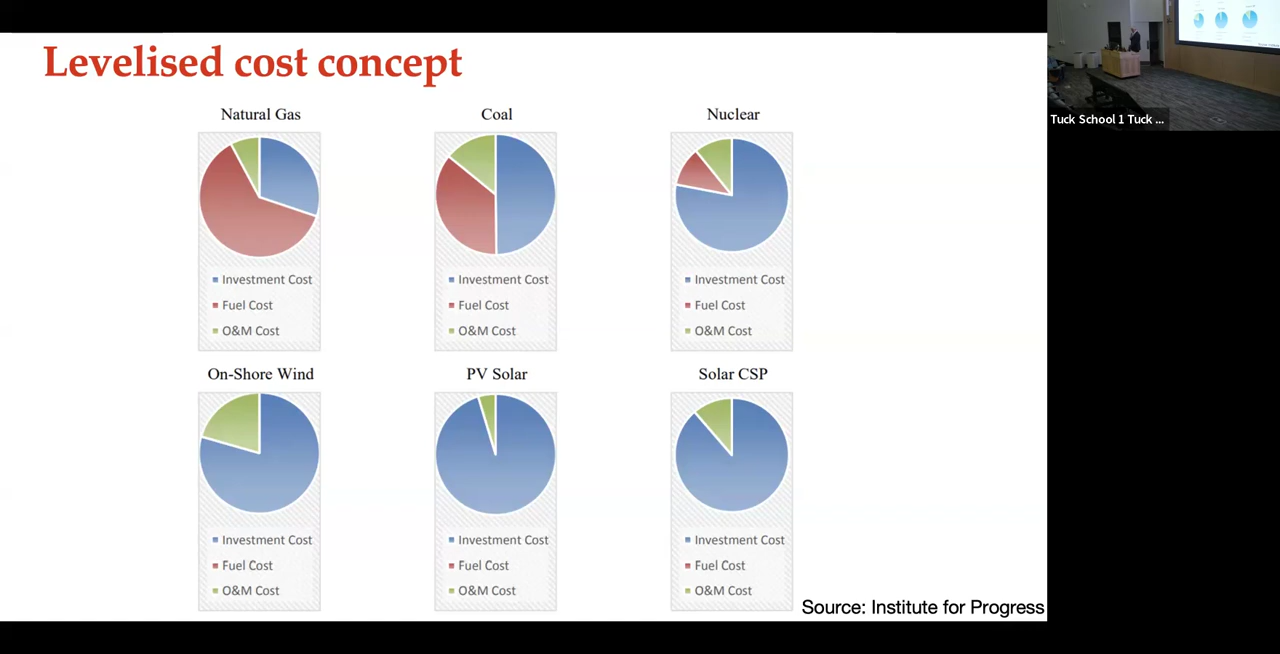 Levelised cost concept
Tuck School 1 Tuck ...
Natural Gas
Coal
Nuclear
Investment Cost
Fuel Cost
O&M Cost
Investment Cost
Fuel Cost
O&M Cost
Investment Cost
Fuel Cost
O&M Cost
On-Shore Wind
PV Solar
Solar CSP
Investment Cost
Fuel Cost
O&M Cost
Investment Cost
Fuel Cost
O&M Cost
Investment Cost
Fuel Cost
O&M Cost
Source: Institute for Progress